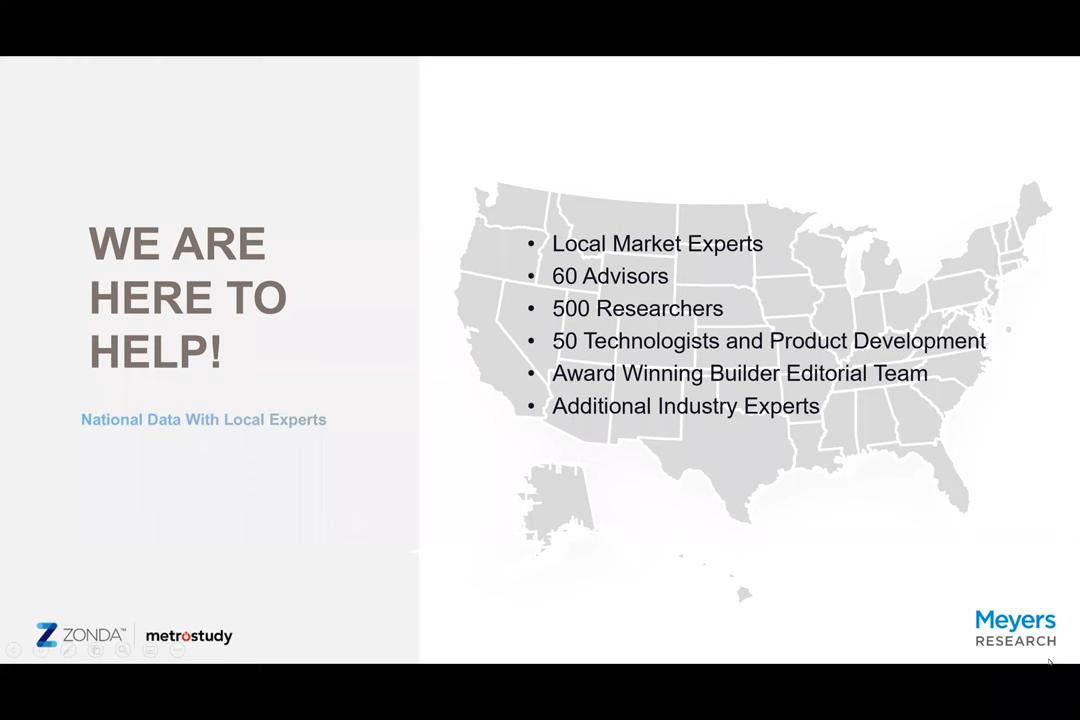 WE ARE
HERE TO
HELP!
National Data With Local Experts
• Local Market Experts
• 60 Advisors
• 500 Researchers
• 50 Technologists and Product Development
• Award Winning Builder Editorial Team
• Additional Industry Experts
ZONDA™ metrostudy
Meyers
RESEARCH